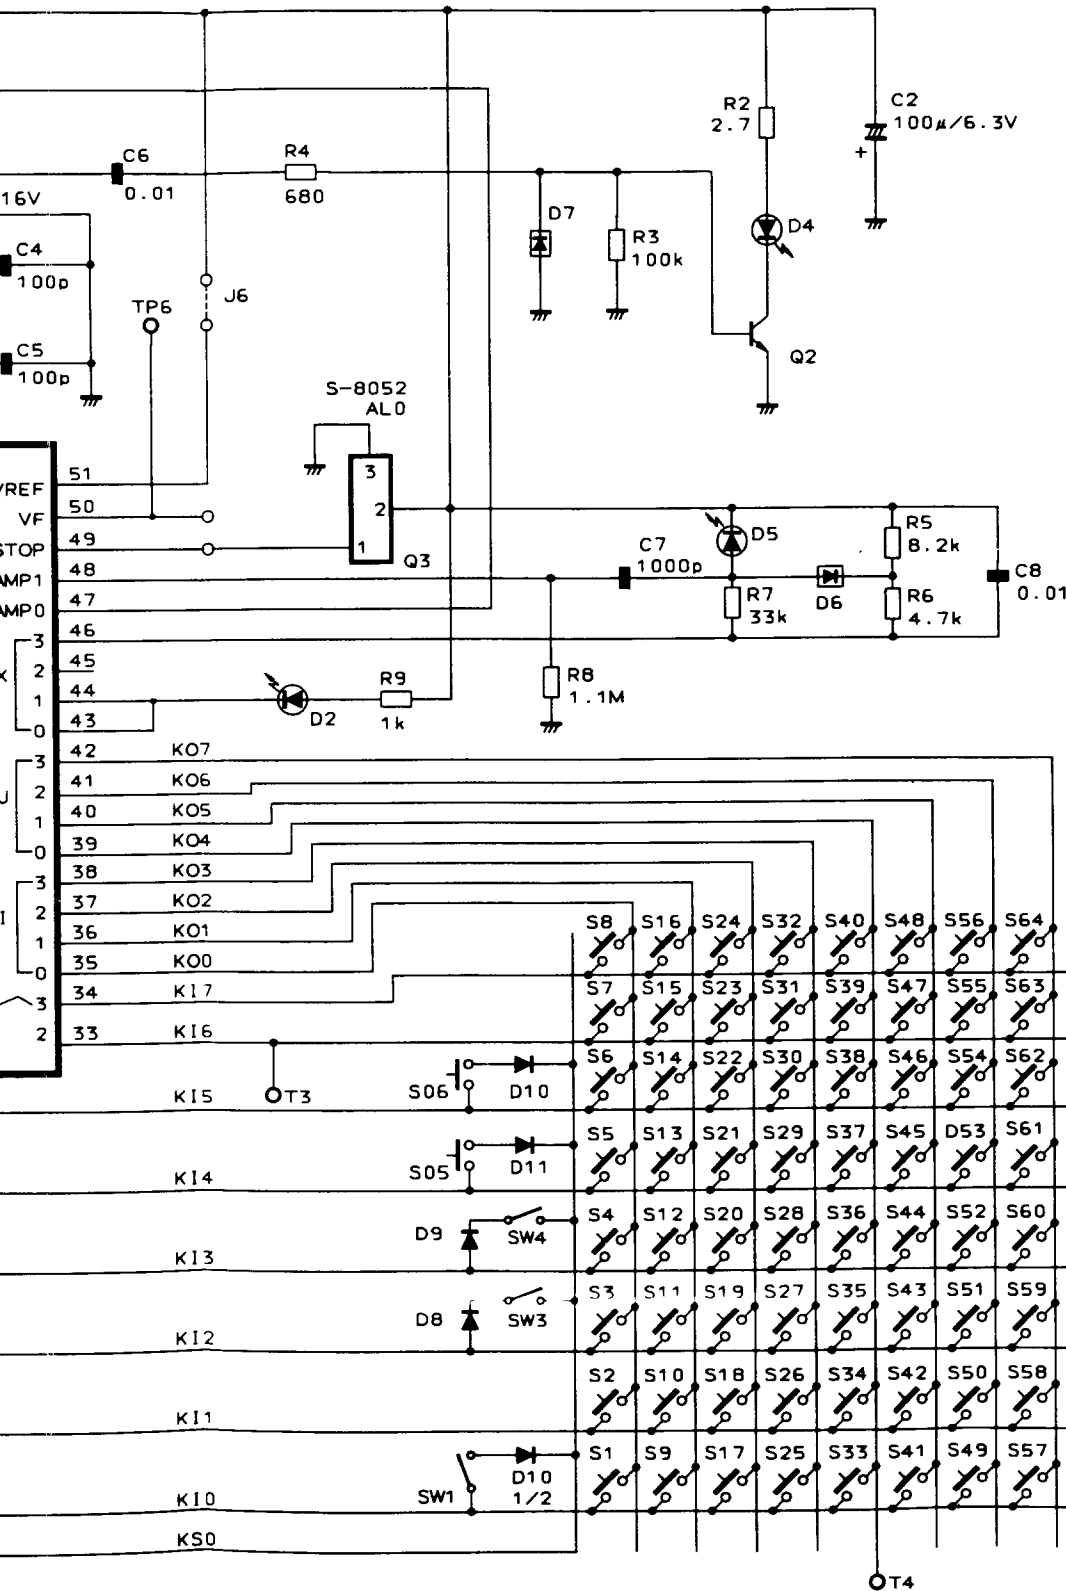 R2
2.7
C2
100µ/6.3V
+
C6
0.01
R4
680
16V
D7
R3
100k
D4
C4
100p
J6
TP6
C5
100p
Q2
S-8052
AL0
3
2
1
Q3
VREF 51
VF 50
STOP 49
AMP1 48
AMP0 47
3 46
2 45
X
1 44
0 43
D5
C7
1000p
R5
8.2k
D6
R7
33k
R6
4.7k
C8
0.01
R9
1k
D2
R8
1.1M
3 42 KO7
2 41 KO6
1 40 KO5
0 39 KO4
3 38 KO3
I 2 37 KO2
1 36 KO1
0 35 KO0
3 34 KI7
2 33 KI6
S8 S16 S24 S32 S40 S48 S56 S64
S7 S15 S23 S31 S39 S47 S55 S63
S6 S14 S22 S30 S38 S46 S54 S62
S06 D10
T3
KI5
S5 S13 S21 S29 S37 S45 D53 S61
S05 D11
KI4
S4 S12 S20 S28 S36 S44 S52 S60
D9 SW4
KI3
S3 S11 S19 S27 S35 S43 S51 S59
D8 SW3
KI2
S2 S10 S18 S26 S34 S42 S50 S58
KI1
S1 S9 S17 S25 S33 S41 S49 S57
SW1 D10
1/2
KI0
KS0
T4